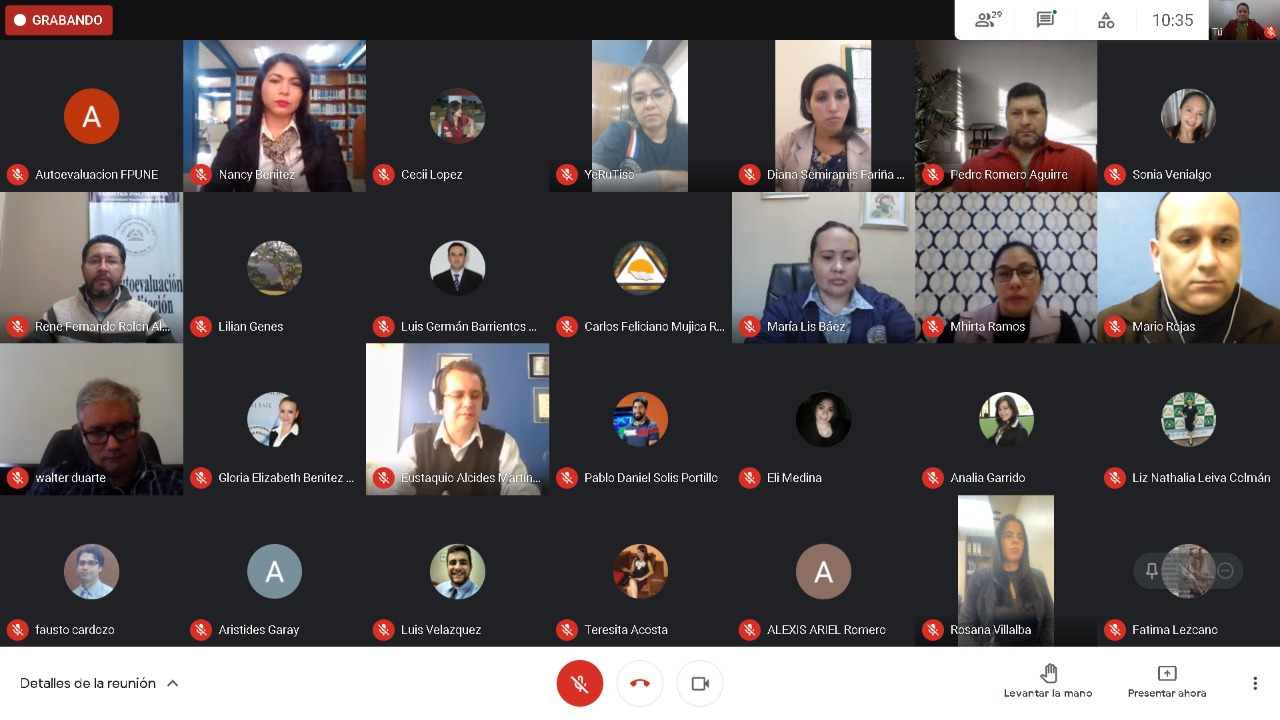 GRABANDO
29
10:35
Tú
A
Autoevaluacion FPUNE
Nancy Benitez
Cecii Lopez
YeRuTiso
Diana Semiramis Fariña ...
Pedro Romero Aguirre
Sonia Venialgo
Rene Fernando Rolon Al...
Lilian Genes
Luis Germán Barrientos ...
Carlos Feliciano Mujica R...
María Lis Báez
Mhirta Ramos
Mario Rojas
walter duarte
Gloria Elizabeth Benitez ...
Eustaquio Alcides Martín...
Pablo Daniel Solis Portillo
Eli Medina
Analia Garrido
Liz Nathalia Leiva Colmán
fausto cardozo
A
Aristides Garay
Luis Velazquez
Teresita Acosta
A
ALEXIS ARIEL Romero
Rosana Villalba
Fatima Lezcano
Detalles de la reunión
Levantar la mano
Presentar ahora